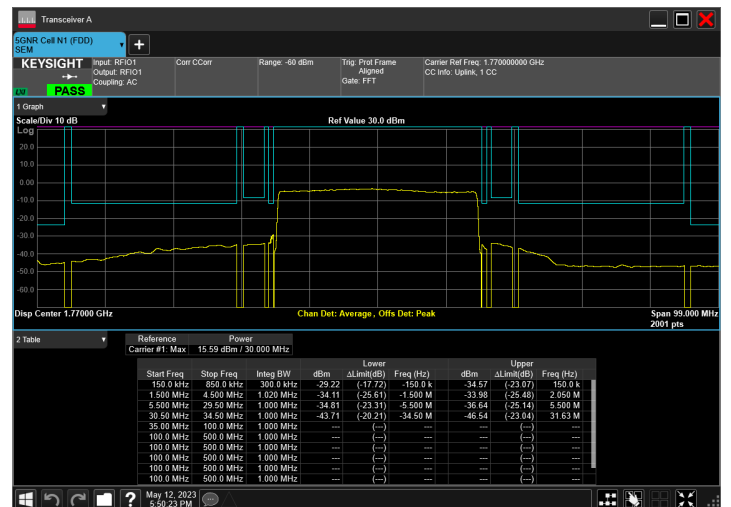 Transceiver A
5GNR Cell N1 (FDD)
SEM
+
KEYSIGHT
LXI
PASS
Input: RFIO1
Output: RFIO1
Coupling: AC
Corr CCorr
Range: -60 dBm
Trig: Prot Frame
Aligned
Gate: FFT
Carrier Ref Freq: 1.770000000 GHz
CC Info: Uplink, 1 CC
1 Graph
Scale/Div 10 dB
Ref Value 30.0 dBm
Log
20.0
10.0
0.00
-10.0
-20.0
-30.0
-40.0
-50.0
-60.0
Disp Center 1.77000 GHz
Chan Det: Average, Offs Det: Peak
Span 99.000 MHz
2001 pts
2 Table
Reference Power
Carrier #1: Max 15.59 dBm / 30.000 MHz
Lower Upper
Start Freq Stop Freq Integ BW dBm ΔLimit(dB) Freq (Hz) dBm ΔLimit(dB) Freq (Hz)
150.0 kHz 850.0 kHz 300.0 kHz -29.22 (-17.72) -150.0 k -34.57 (-23.07) 150.0 k
1.500 MHz 4.500 MHz 1.020 MHz -34.11 (-25.61) -1.500 M -33.98 (-25.48) 2.050 M
5.500 MHz 29.50 MHz 1.000 MHz -34.81 (-23.31) -5.500 M -36.64 (-25.14) 5.500 M
30.50 MHz 34.50 MHz 1.000 MHz -43.71 (-20.21) -34.50 M -46.54 (-23.04) 31.63 M
35.00 MHz 100.0 MHz 1.000 MHz --- (---) --- --- (---) ---
100.0 MHz 500.0 MHz 1.000 MHz --- (---) --- --- (---) ---
100.0 MHz 500.0 MHz 1.000 MHz --- (---) --- --- (---) ---
100.0 MHz 500.0 MHz 1.000 MHz --- (---) --- --- (---) ---
100.0 MHz 500.0 MHz 1.000 MHz --- (---) --- --- (---) ---
100.0 MHz 500.0 MHz 1.000 MHz --- (---) --- --- (---) ---
?
May 12, 2023
5:50:23 PM